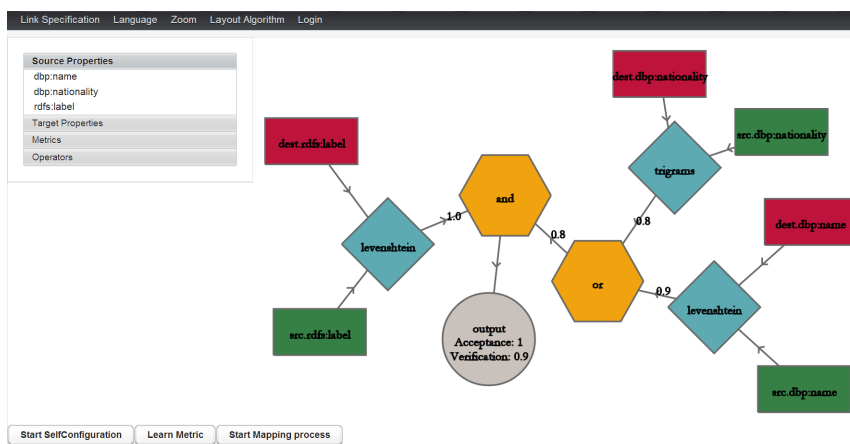 Link Specification Language Zoom Layout Algorithm Login
Source Properties
dbp:name
dbp:nationality
rdfs:label
Target Properties
Metrics
Operators
dest.dbp:nationality
src.dbp:nationality
dest.rdfs:label
trigrams
and
1.0
0.8
0.8
dest.dbp:name
levenshtein
or
0.9
levenshtein
src.rdfs:label
output
Acceptance: 1
Verification: 0.9
src.dbp:name
Start SelfConfiguration Learn Metric Start Mapping process